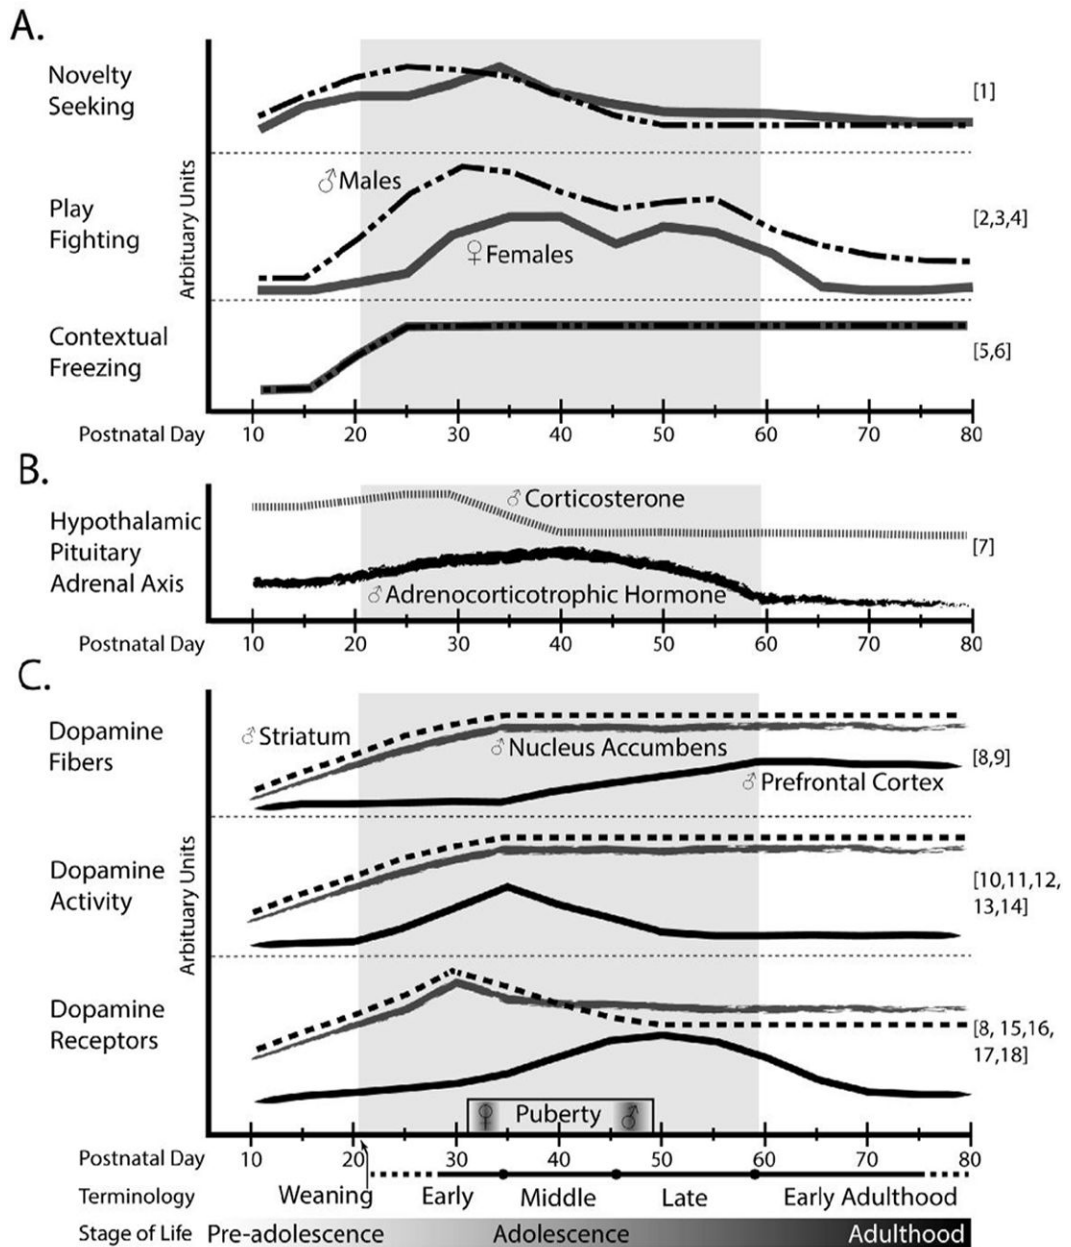 A.
Novelty
Seeking
[1]
♂Males
Play
Fighting
Arbituary Units
[2,3,4]
♀Females
Contextual
Freezing
[5,6]
Postnatal Day 10 20 30 40 50 60 70 80
B.
♂Corticosterone
Hypothalamic
Pituitary
Adrenal Axis
[7]
♂Adrenocorticotrophic Hormone
Postnatal Day 10 20 30 40 50 60 70 80
C.
Dopamine
Fibers
♂Striatum
♂Nucleus Accumbens
[8,9]
♂Prefrontal Cortex
Dopamine
Activity
Arbituary Units
[10,11,12,
13,14]
Dopamine
Receptors
[8, 15,16,
17,18]
♀ Puberty ♂
Postnatal Day 10 20 30 40 50 60 70 80
Terminology Weaning Early Middle Late Early Adulthood
Stage of Life Pre-adolescence Adolescence Adulthood